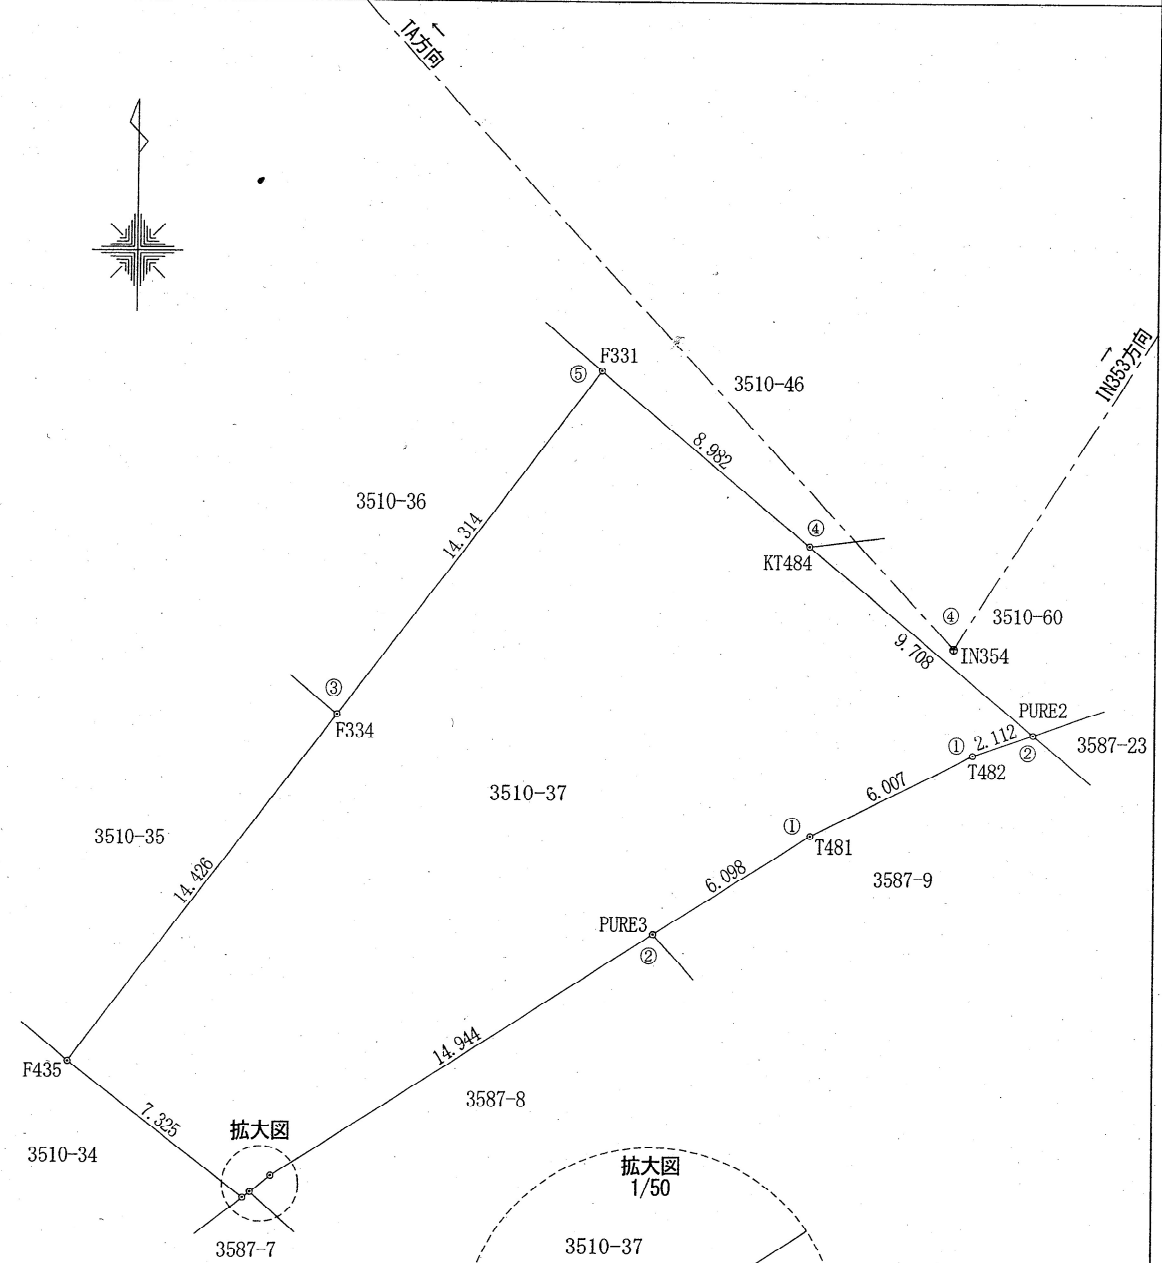 ←
TA方向
F331
⑤
3510-46
→
IN353方向
8.982
3510-36
14.314
④
KT484
④
3510-60
IN354
9.708
③
F334
PURE2
①
2.112
②
3587-23
T482
3510-37
6.007
3510-35
①
T481
14.426
6.098
3587-9
PURE3
②
14.944
F435
3587-8
7.325
拡大図
3510-34
拡大図
1/50
3587-7
3510-37